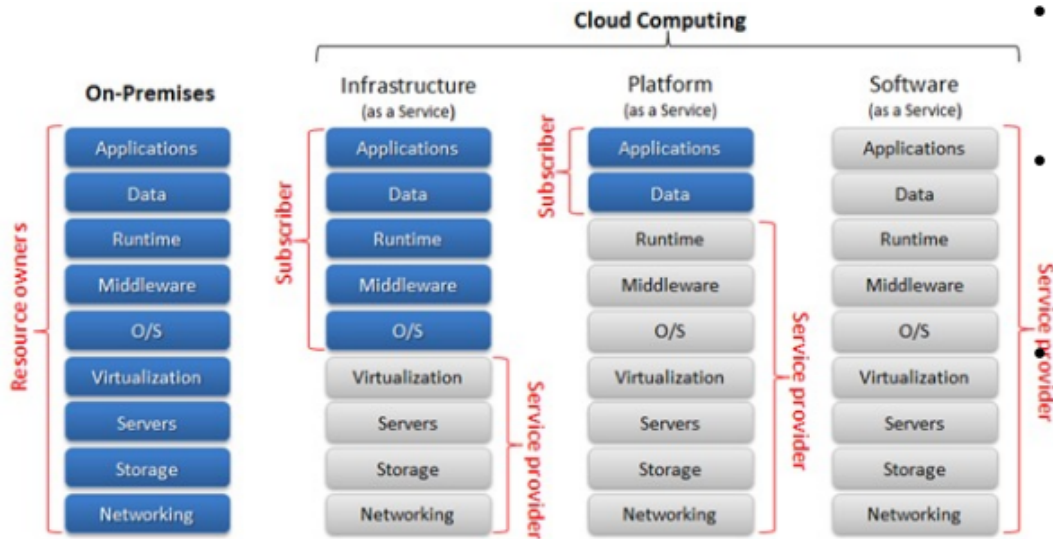 Cloud Computing
On-Premises
Resource owners
Applications
Data
Runtime
Middleware
O/S
Virtualization
Servers
Storage
Networking
Infrastructure
(as a Service)
Subscriber
Applications
Data
Runtime
Middleware
O/S
Virtualization
Servers
Storage
Networking
Service provider
Platform
(as a Service)
Subscriber
Applications
Data
Runtime
Middleware
O/S
Virtualization
Servers
Storage
Networking
Service provider
Software
(as a Service)
Applications
Data
Runtime
Middleware
O/S
Virtualization
Servers
Storage
Networking
Service provider